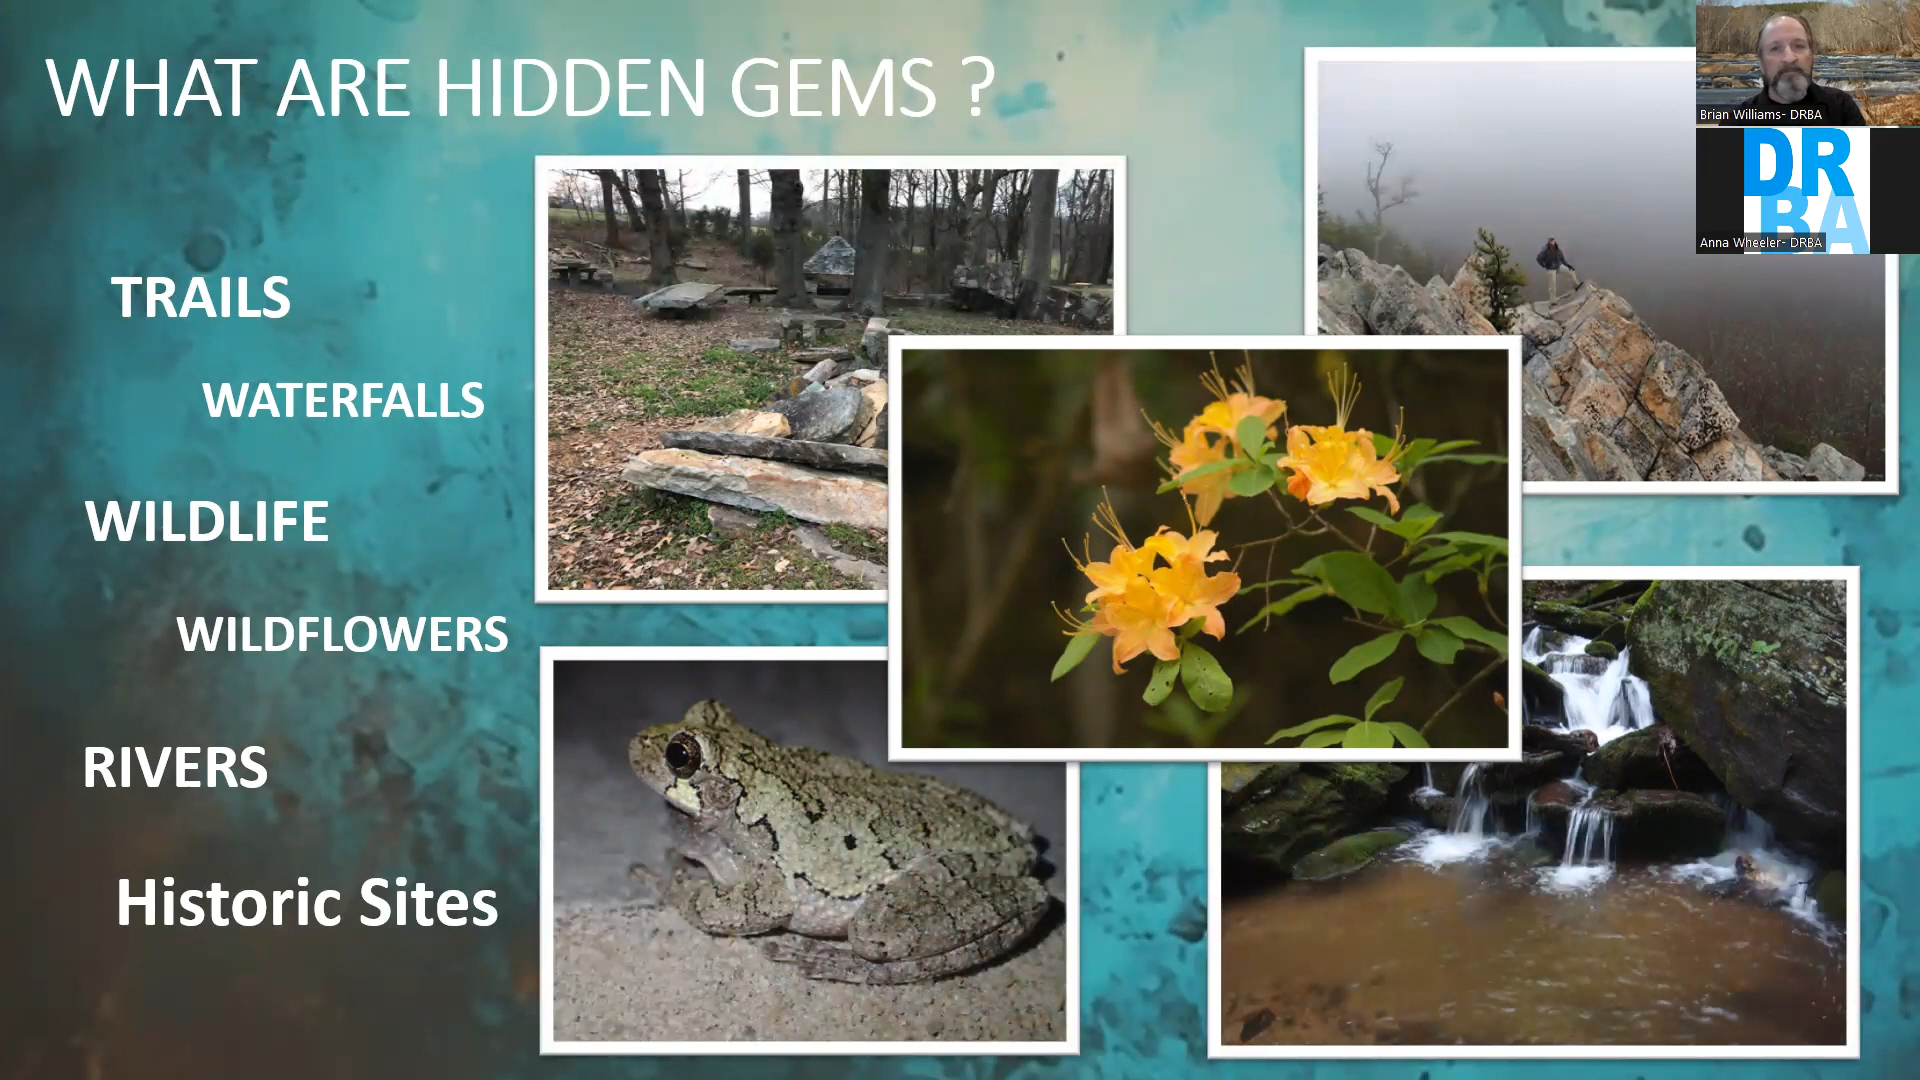 WHAT ARE HIDDEN GEMS ?
TRAILS
WATERFALLS
WILDLIFE
WILDFLOWERS
RIVERS
Historic Sites
Brian Williams- DRBA
DR
BA
Anna Wheeler- DRBA